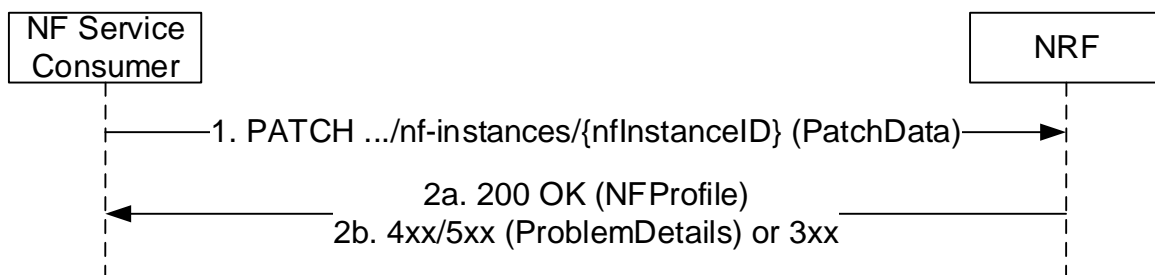 NF Service
Consumer
NRF
1. PATCH .../nf-instances/{nfInstanceID} (PatchData)
2a. 200 OK (NFProfile)
2b. 4xx/5xx (ProblemDetails) or 3xx